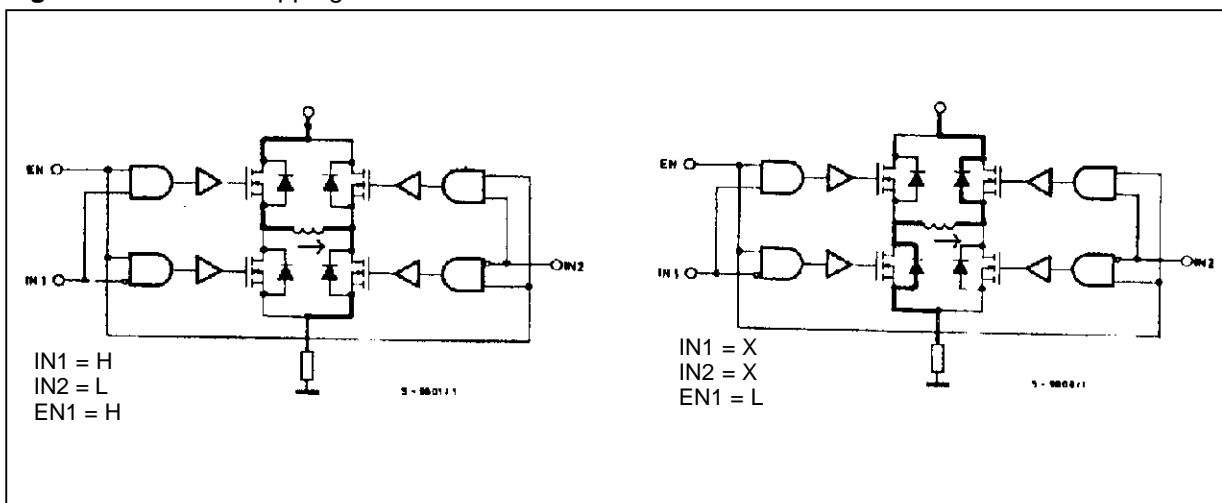 EN
IN1
IN2
IN1 = H
IN2 = L
EN1 = H
EN
IN1
IN2
IN1 = X
IN2 = X
EN1 = L